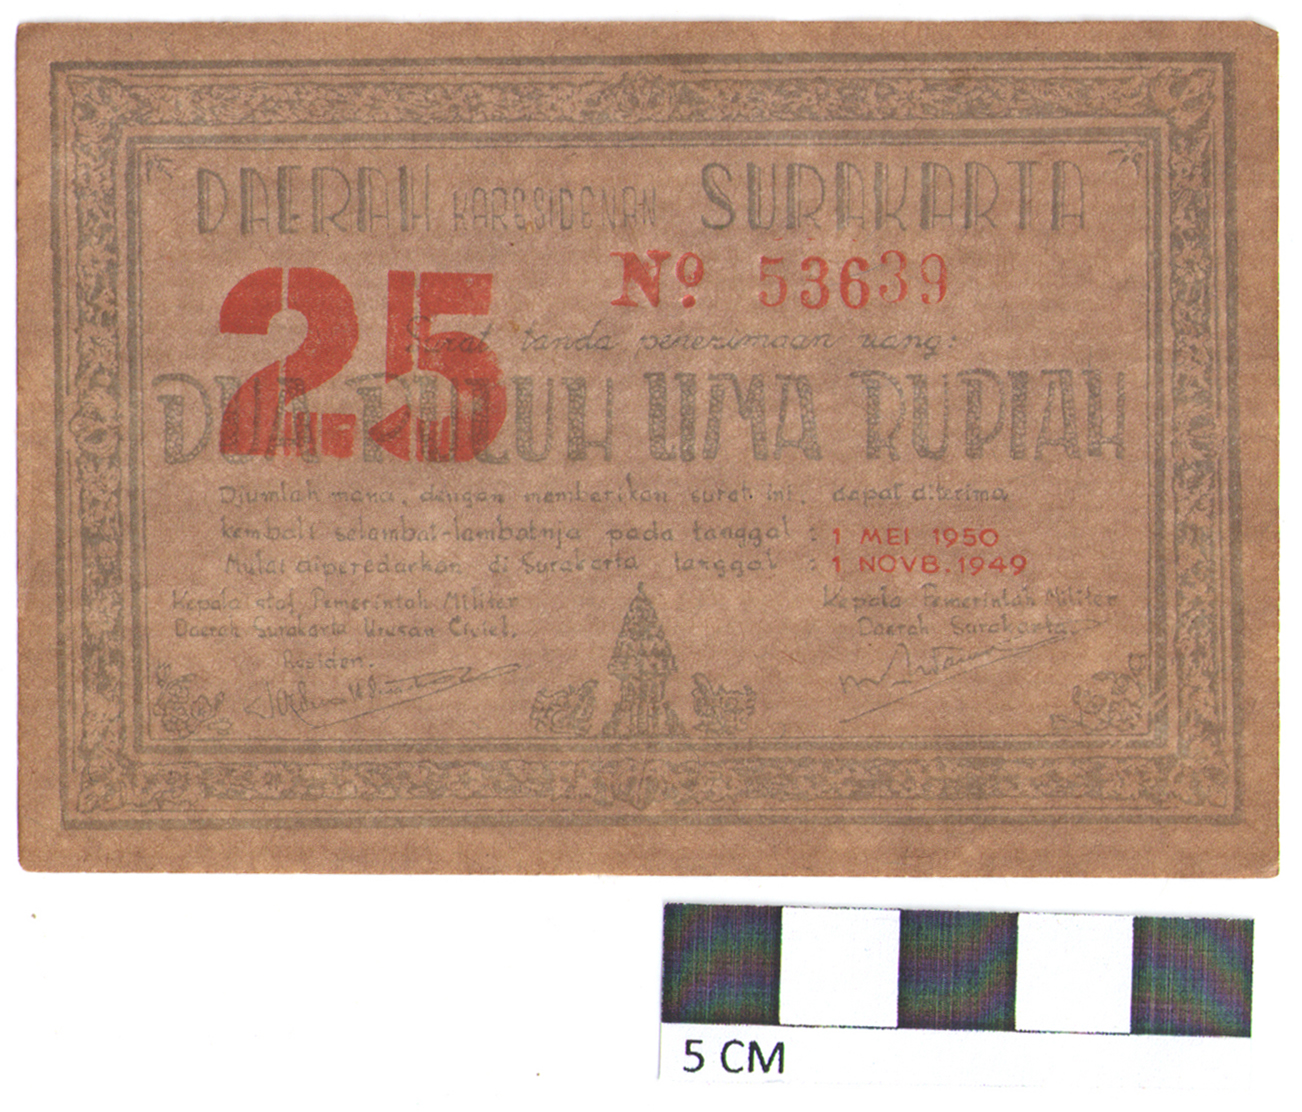 DAERAH KARESIDENAN SURAKARTA
25
No 53639
Surat tanda penerimaan uang:
DUA PULUH LIMA RUPIAH
Djumlah mana, dengan memberikan surat ini, dapat diterima
kembali selambat-lambatnja pada tanggal : 1 MEI 1950
Mulai diperedarkan di Surakarta tanggal : 1 NOVB. 1949
Kepala staf Pemerintah Militer
Daerah Surakarta Urusan Civiel.
Residen.
Kepala Pemerintah Militer
Daerah Surakarta.
5 CM